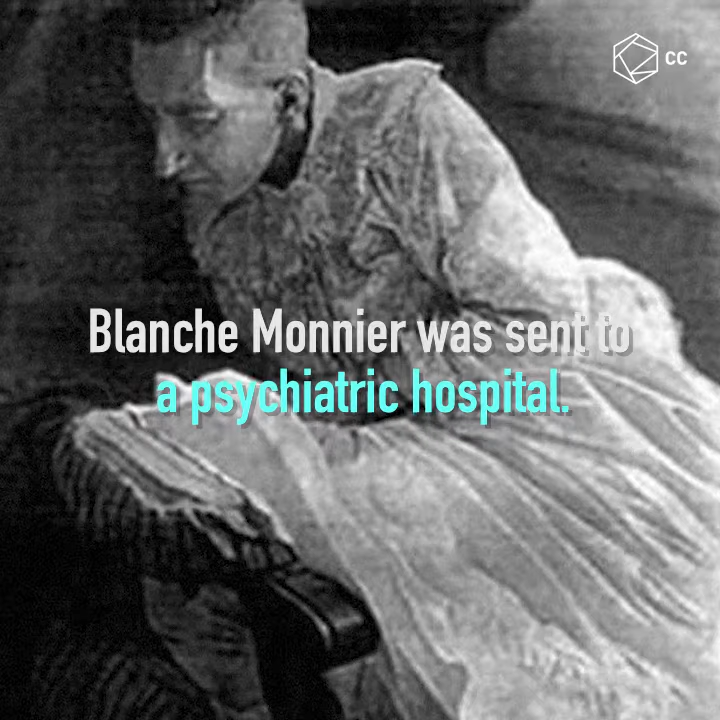 cc
Blanche Monnier was sent to
a psychiatric hospital.